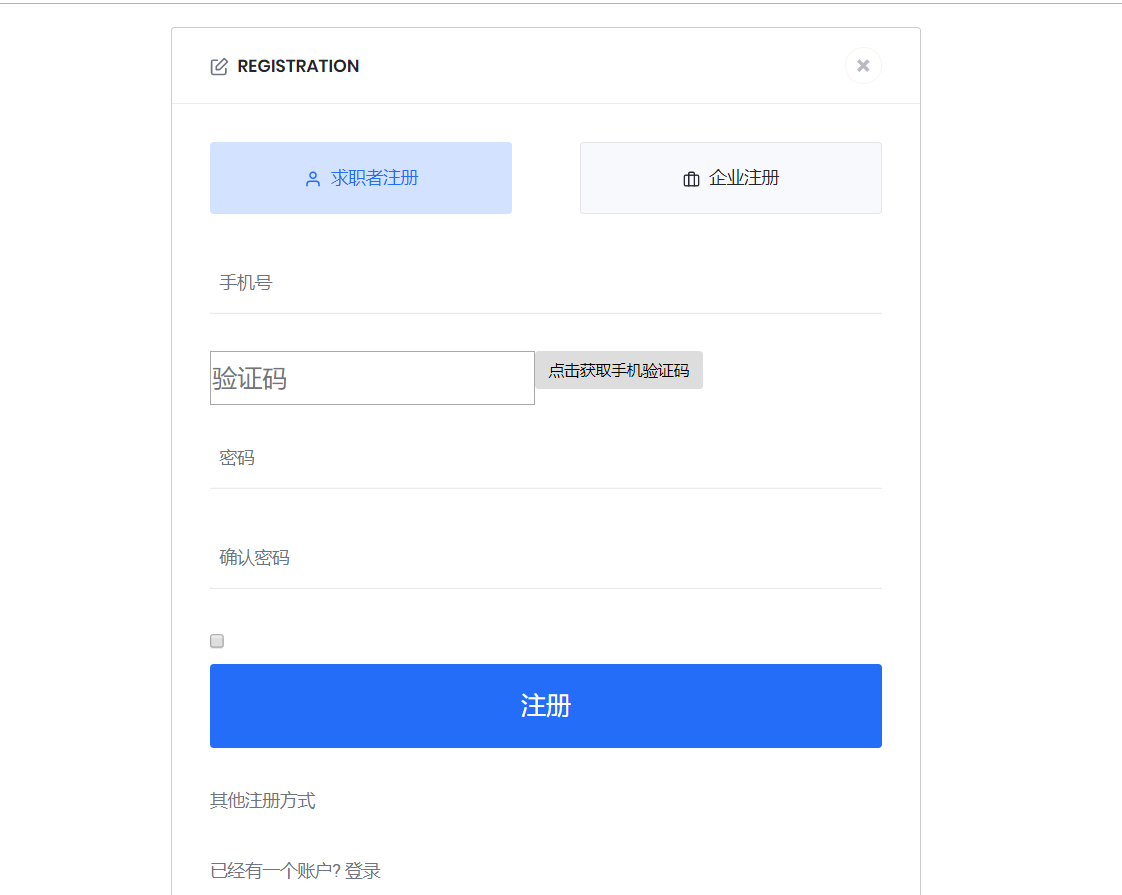 REGISTRATION
求职者注册
企业注册
手机号
验证码
点击获取手机验证码
密码
确认密码
注册
其他注册方式
已经有一个账户? 登录